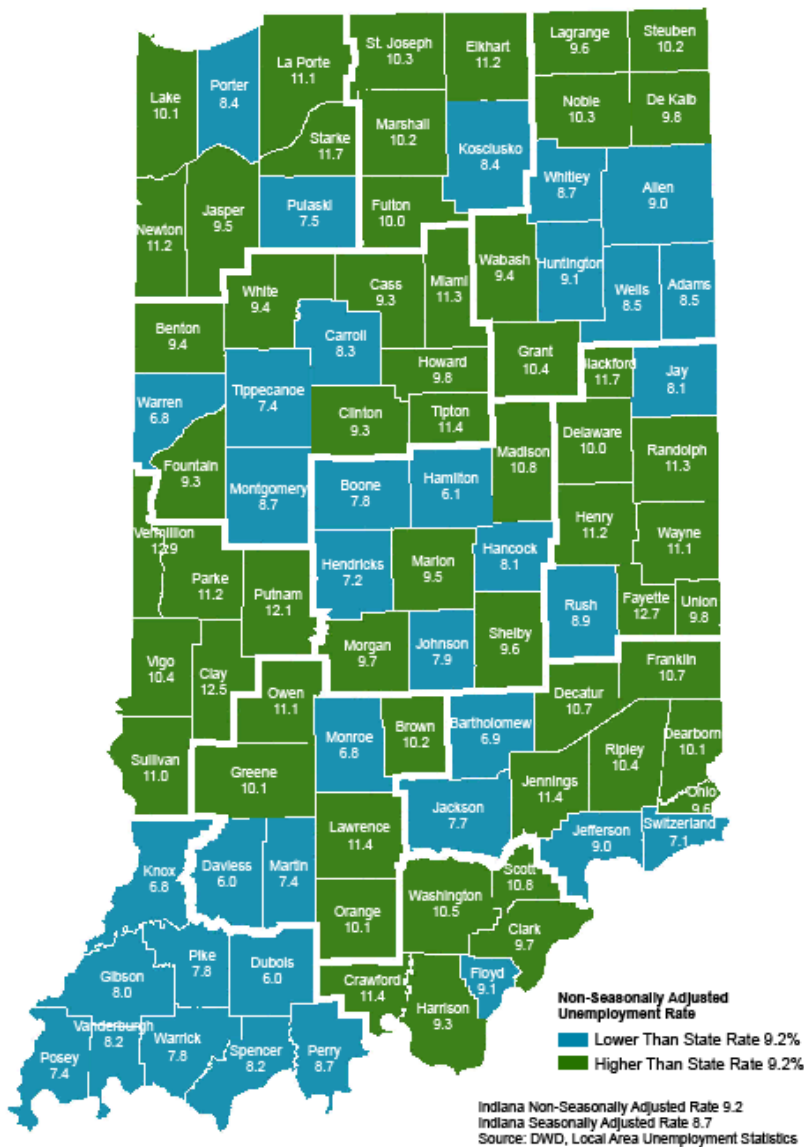 St. Joseph
10.3
Elkhart
11.2
Lagrange
9.6
Steuben
10.2
La Porte
11.1
Porter
8.4
Lake
10.1
Noble
10.3
De Kalb
9.8
Marshall
10.2
Starke
11.7
Kosciusko
8.4
Whitley
8.7
Allen
9.0
Pulaski
7.5
Fulton
10.0
Jasper
9.5
Newton
11.2
Wabash
9.4
Huntington
9.1
Wells
8.5
Adams
8.5
White
9.4
Cass
9.3
Miami
11.3
Benton
9.4
Carroll
8.3
Howard
9.8
Grant
10.4
Blackford
11.7
Jay
8.1
Warren
6.8
Tippecanoe
7.4
Clinton
9.3
Tipton
11.4
Madison
10.8
Delaware
10.0
Randolph
11.3
Fountain
9.3
Montgomery
8.7
Boone
7.8
Hamilton
6.1
Henry
11.2
Wayne
11.1
Vermillion
12.9
Parke
11.2
Putnam
12.1
Hendricks
7.2
Marion
9.5
Hancock
8.1
Rush
8.9
Fayette
12.7
Union
9.8
Vigo
10.4
Clay
12.5
Morgan
9.7
Johnson
7.9
Shelby
9.6
Franklin
10.7
Owen
11.1
Monroe
6.8
Brown
10.2
Bartholomew
6.9
Decatur
10.7
Dearborn
10.1
Sullivan
11.0
Greene
10.1
Ripley
10.4
Jennings
11.4
Ohio
9.6
Jackson
7.7
Lawrence
11.4
Jefferson
9.0
Switzerland
7.1
Knox
6.8
Daviess
6.0
Martin
7.4
Scott
10.8
Washington
10.5
Orange
10.1
Clark
9.7
Pike
7.8
Dubois
6.0
Gibson
8.0
Crawford
11.4
Floyd
9.1
Harrison
9.3
Posey
7.4
Vanderburgh
8.2
Warrick
7.8
Spencer
8.2
Perry
8.7
Non-Seasonally Adjusted
Unemployment Rate
Lower Than State Rate 9.2%
Higher Than State Rate 9.2%
Indiana Non-Seasonally Adjusted Rate 9.2
Indiana Seasonally Adjusted Rate 8.7
Source: DWD, Local Area Unemployment Statistics